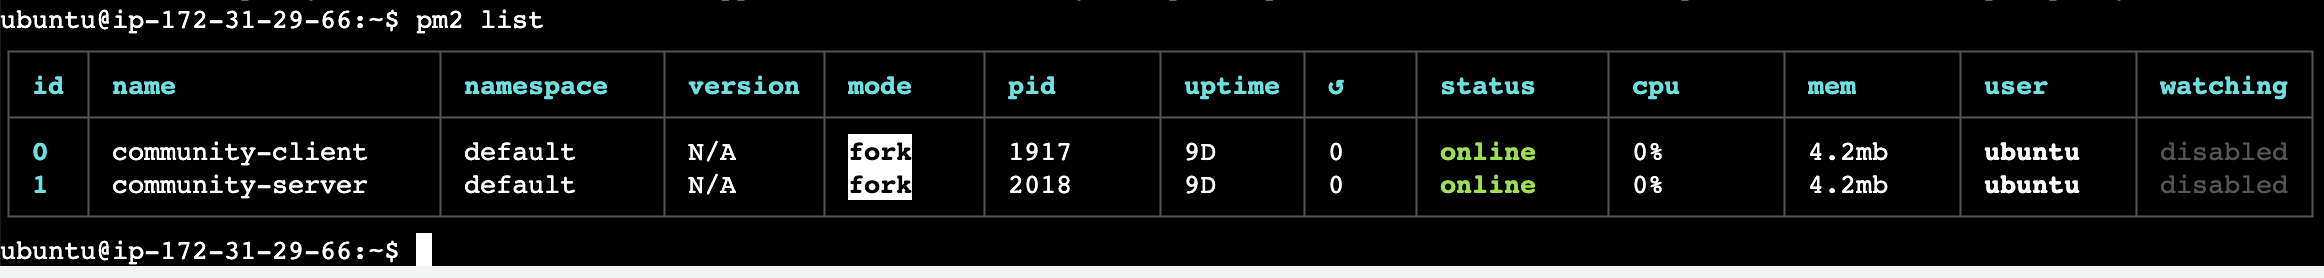 ubuntu@ip-172-31-29-66:~$ pm2 list
id name namespace version mode pid uptime ↺ status cpu mem user watching
0 community-client default N/A fork 1917 9D 0 online 0% 4.2mb ubuntu disabled
1 community-server default N/A fork 2018 9D 0 online 0% 4.2mb ubuntu disabled
ubuntu@ip-172-31-29-66:~$